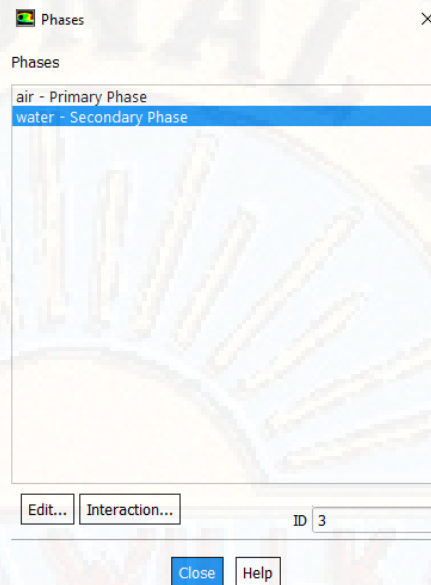 Phases
Phases
air - Primary Phase
water - Secondary Phase
Edit... Interaction... ID 3
Close Help